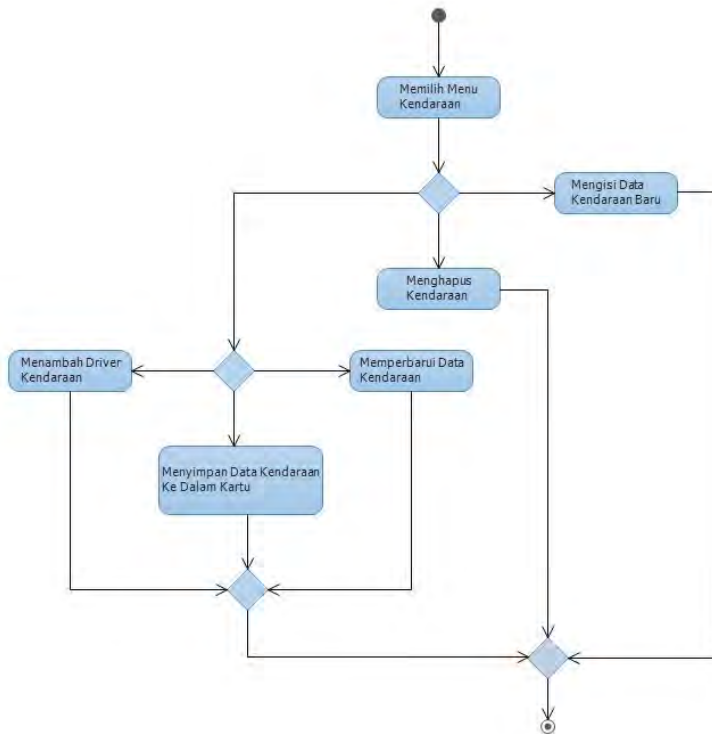 Memilih Menu
Kendaraan
Mengisi Data
Kendaraan Baru
Menghapus
Kendaraan
Menambah Driver
Kendaraan
Memperbarui Data
Kendaraan
Menyimpan Data Kendaraan
Ke Dalam Kartu